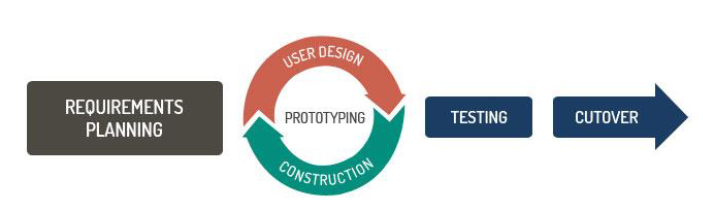 REQUIREMENTS
PLANNING
USER DESIGN
PROTOTYPING
CONSTRUCTION
TESTING
CUTOVER